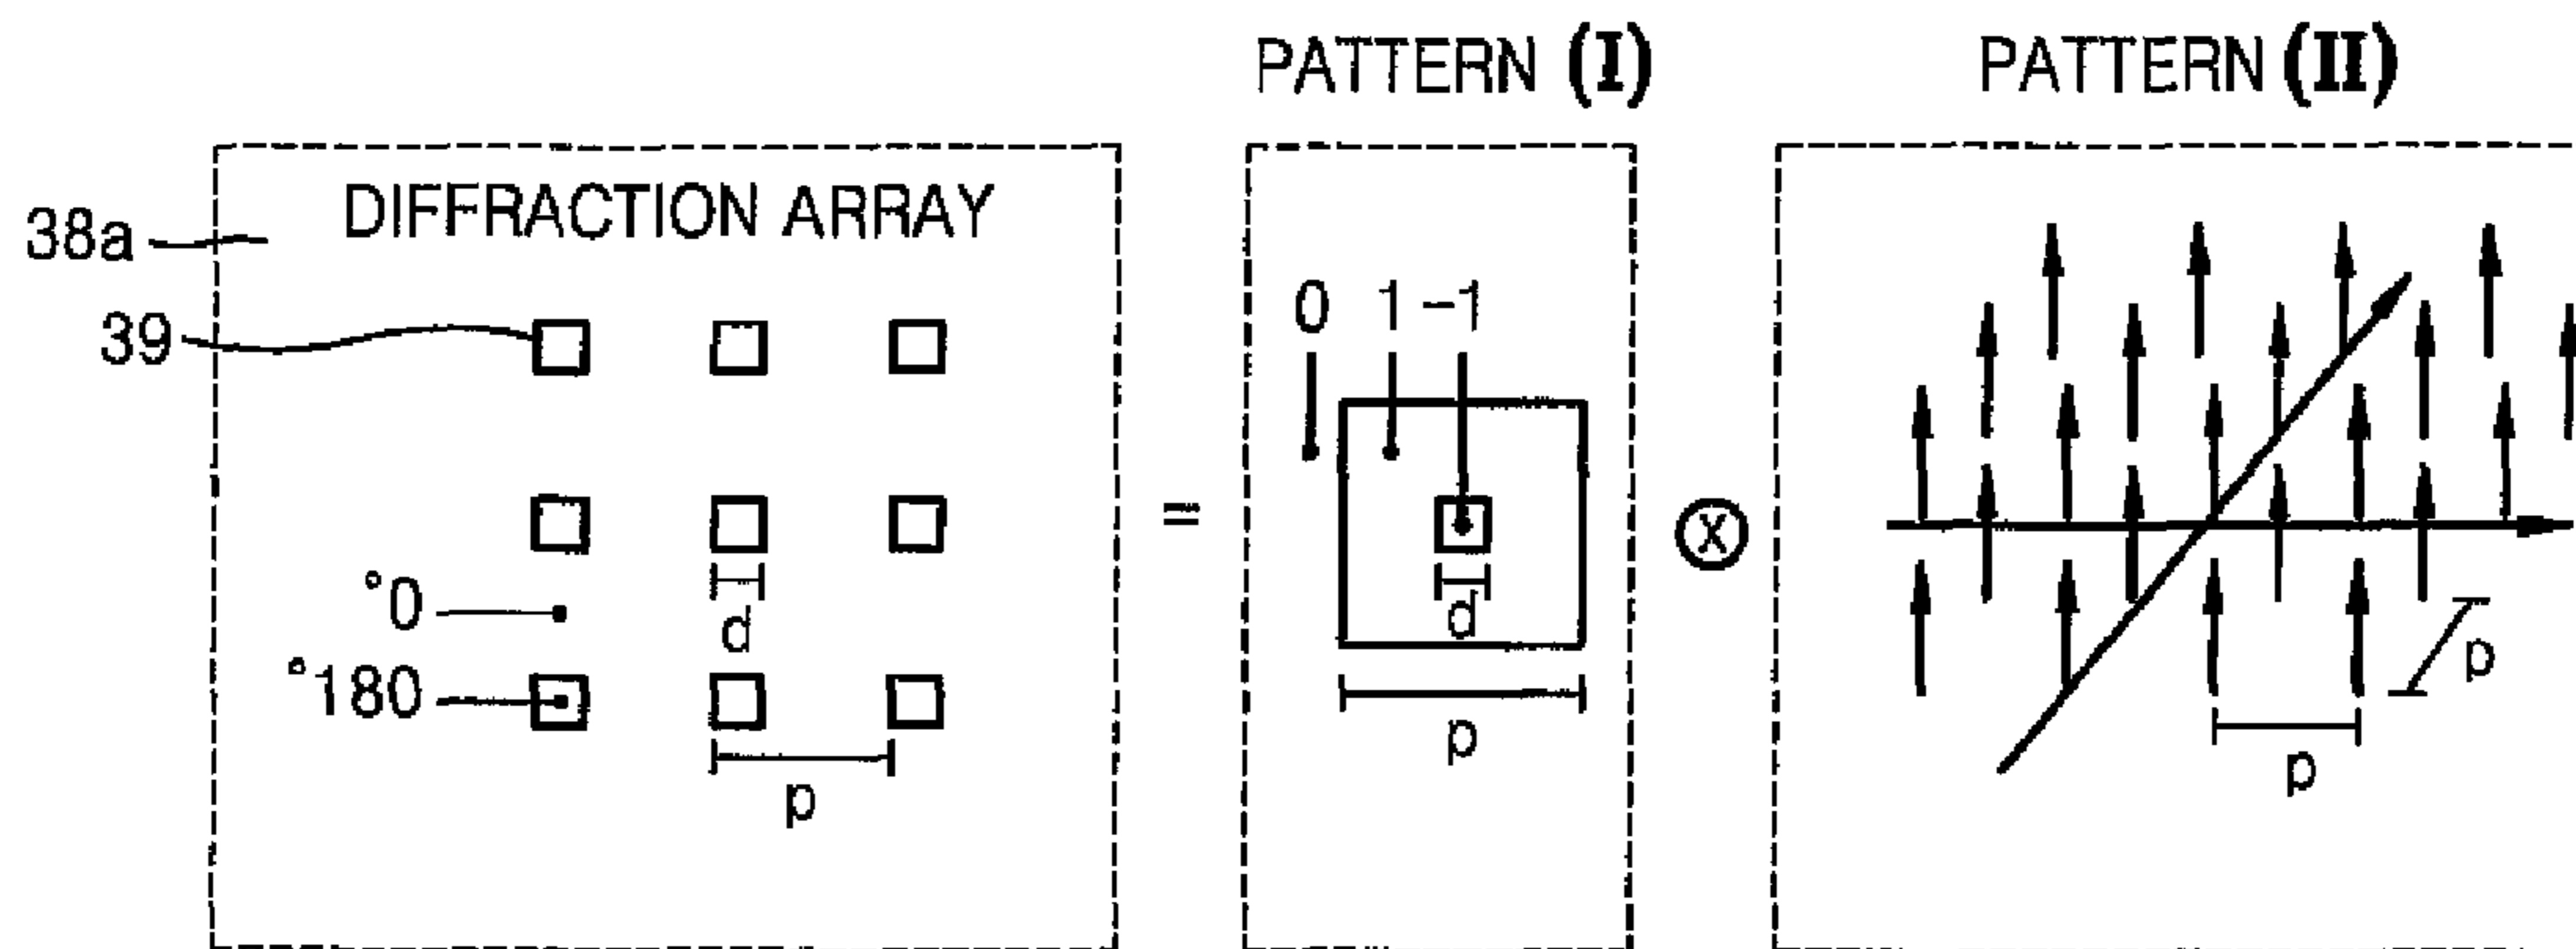 PATTERN (I)
PATTERN (II)
DIFFRACTION ARRAY
38a
39
°0
°180
d
p
=
0 1 -1
d
p
X
p
p